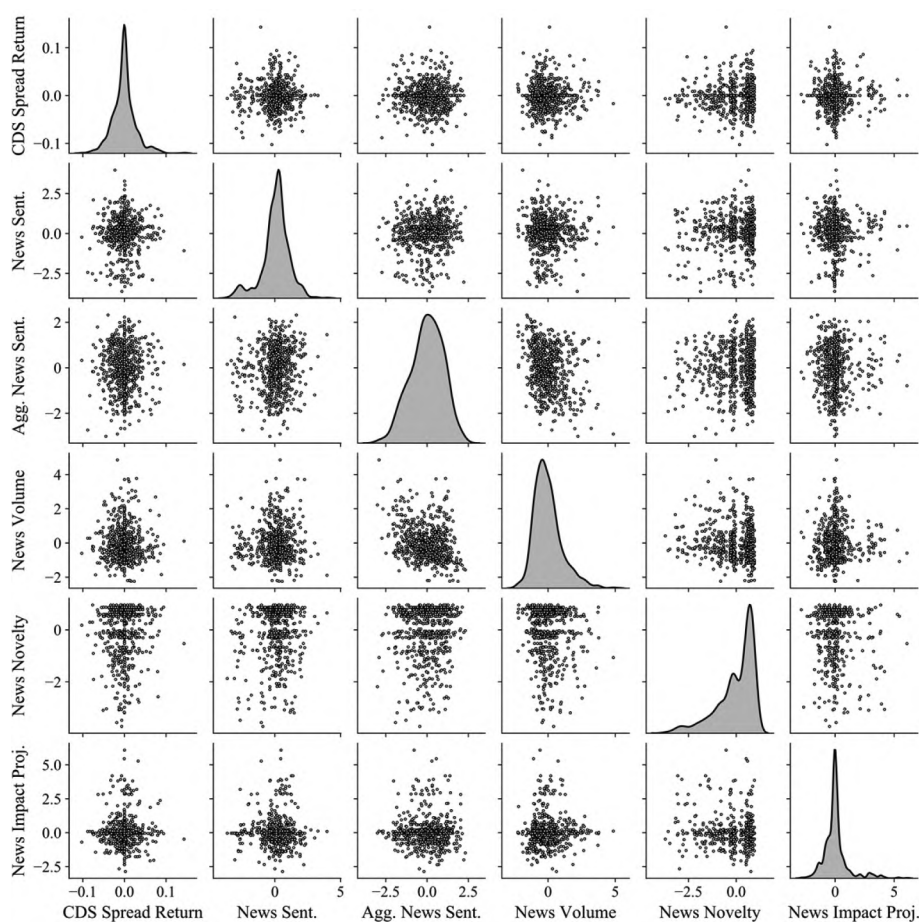 CDS Spread Return
0.1
0.0
−0.1
News Sent.
2.5
0.0
−2.5
Agg. News Sent.
2
0
−2
News Volume
4
2
0
−2
News Novelty
0
−2
News Impact Proj.
5.0
2.5
0.0
−2.5
−0.1 0.0 0.1 0 5 −2.5 0.0 2.5 0 5 −2.5 0.0 0 5
CDS Spread Return News Sent. Agg. News Sent. News Volume News Novelty News Impact Proj.